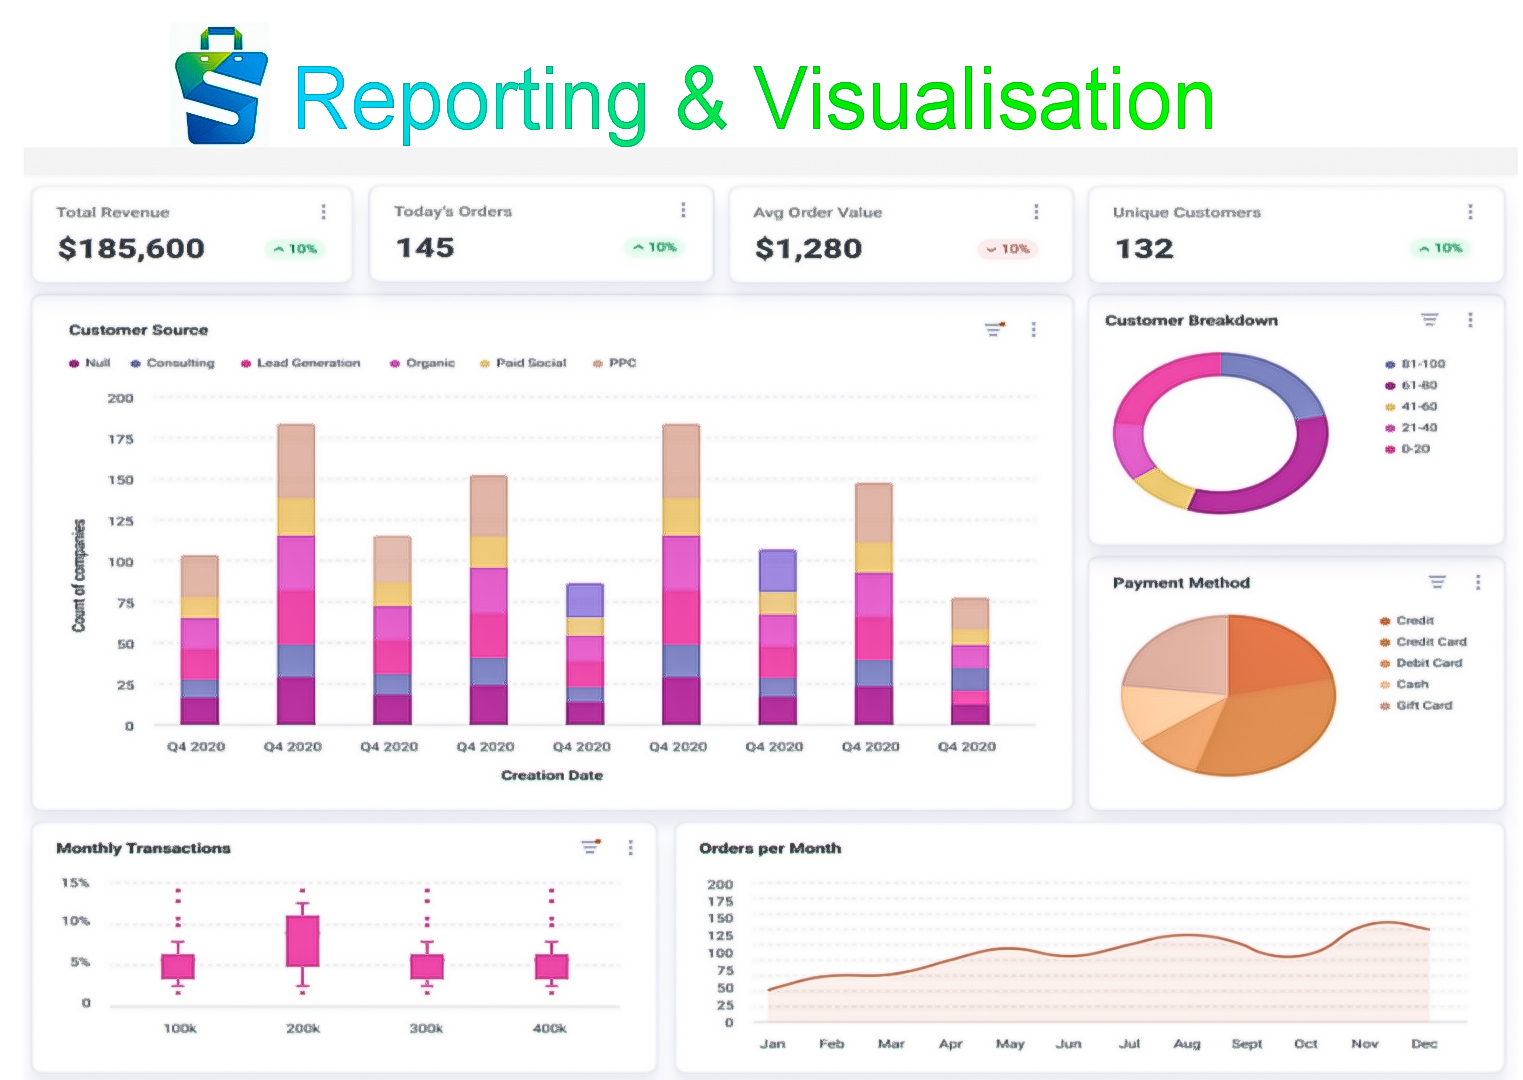 Reporting & Visualisation
Total Revenue
$185,600
10%
Today's Orders
145
10%
Avg Order Value
$1,280
10%
Unique Customers
132
10%
Customer Source
Null Consulting Lead Generation Organic Paid Social PPC
200
175
150
125
100
75
50
25
0
Count of companies
Q4 2020 Q4 2020 Q4 2020 Q4 2020 Q4 2020 Q4 2020 Q4 2020 Q4 2020 Q4 2020
Creation Date
Customer Breakdown
81-100
61-80
41-60
21-40
0-20
Payment Method
Credit
Credit Card
Debit Card
Cash
Gift Card
Monthly Transactions
15%
10%
5%
0
100k 200k 300k 400k
Orders per Month
200
175
150
125
100
75
50
25
0
Jan Feb Mar Apr May Jun Jul Aug Sept Oct Nov Dec